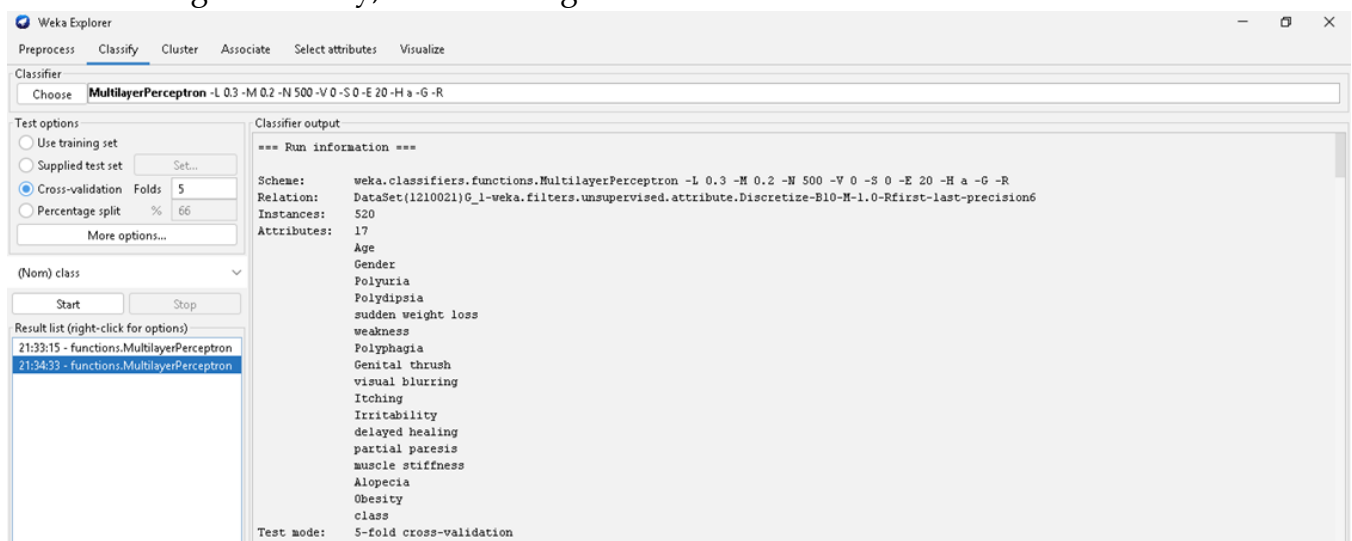 Weka Explorer
Preprocess Classify Cluster Associate Select attributes Visualize
Classifier
Choose MultilayerPerceptron -L 0.3 -M 0.2 -N 500 -V 0 -S 0 -E 20 -H a -G -R
Test options
Use training set
Supplied test set Set...
Cross-validation Folds 5
Percentage split % 66
More options...
(Nom) class
Start Stop
Result list (right-click for options)
21:33:15 - functions.MultilayerPerceptron
21:34:33 - functions.MultilayerPerceptron
Classifier output
=== Run information ===
Scheme: weka.classifiers.functions.MultilayerPerceptron -L 0.3 -M 0.2 -N 500 -V 0 -S 0 -E 20 -H a -G -R
Relation: DataSet(1210021)G_1-weka.filters.unsupervised.attribute.Discretize-B10-M-1.0-Rfirst-last-precision6
Instances: 520
Attributes: 17
Age
Gender
Polyuria
Polydipsia
sudden weight loss
weakness
Polyphagia
Genital thrush
visual blurring
Itching
Irritability
delayed healing
partial paresis
muscle stiffness
Alopecia
Obesity
class
Test mode: 5-fold cross-validation